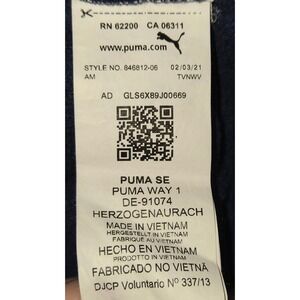 RN 62200 CA 06311
www.puma.com
STYLE NO. 846812-06 02/03/21
AM TVNWV
AD GLS6X89J00669
PUMA SE
PUMA WAY 1
DE-91074
HERZOGENAURACH
MADE IN VIETNAM
HERGESTELLT IN VIETNAM
FABRIQUÉ AU VIETNAM
HECHO EN VIETNAM
PRODOTTO IN VIETNAM
FABRICADO NO VIETNÃ
DJCP Voluntario Nº 337/13